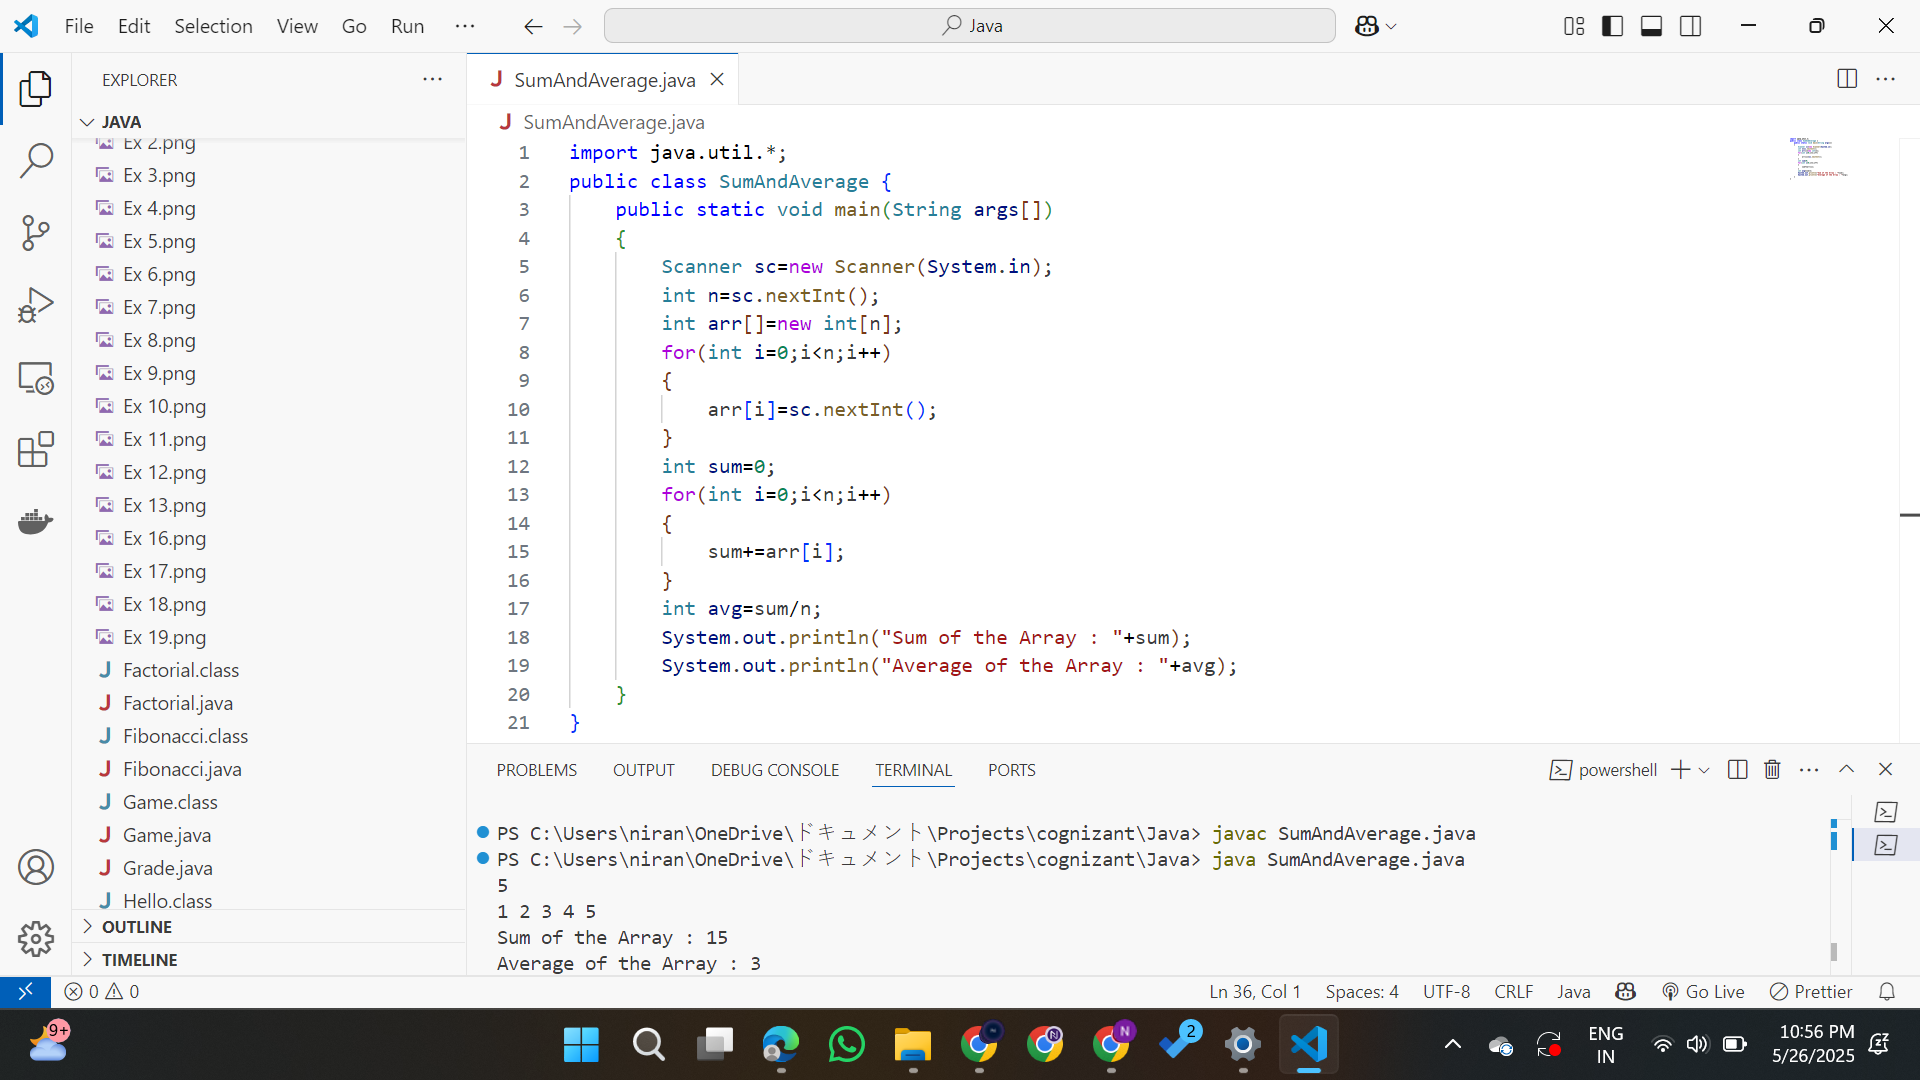 File Edit Selection View Go Run ··· Java
EXPLORER ···
JAVA
Ex 2.png
Ex 3.png
Ex 4.png
Ex 5.png
Ex 6.png
Ex 7.png
Ex 8.png
Ex 9.png
Ex 10.png
Ex 11.png
Ex 12.png
Ex 13.png
Ex 16.png
Ex 17.png
Ex 18.png
Ex 19.png
J Factorial.class
J Factorial.java
J Fibonacci.class
J Fibonacci.java
J Game.class
J Game.java
J Grade.java
J Hello.class
OUTLINE
TIMELINE
J SumAndAverage.java
J SumAndAverage.java
1 import java.util.*;
2 public class SumAndAverage {
3 public static void main(String args[])
4 {
5 Scanner sc=new Scanner(System.in);
6 int n=sc.nextInt();
7 int arr[]=new int[n];
8 for(int i=0;i<n;i++)
9 {
10 arr[i]=sc.nextInt();
11 }
12 int sum=0;
13 for(int i=0;i<n;i++)
14 {
15 sum+=arr[i];
16 }
17 int avg=sum/n;
18 System.out.println("Sum of the Array : "+sum);
19 System.out.println("Average of the Array : "+avg);
20 }
21 }
PROBLEMS OUTPUT DEBUG CONSOLE TERMINAL PORTS powershell
PS C:\Users\niran\OneDrive\ドキュメント\Projects\cognizant\Java> javac SumAndAverage.java
PS C:\Users\niran\OneDrive\ドキュメント\Projects\cognizant\Java> java SumAndAverage.java
5
1 2 3 4 5
Sum of the Array : 15
Average of the Array : 3
0 0 Ln 36, Col 1 Spaces: 4 UTF-8 CRLF Java Go Live Prettier
9+ N N 2 ENG 10:56 PM
IN 5/26/2025